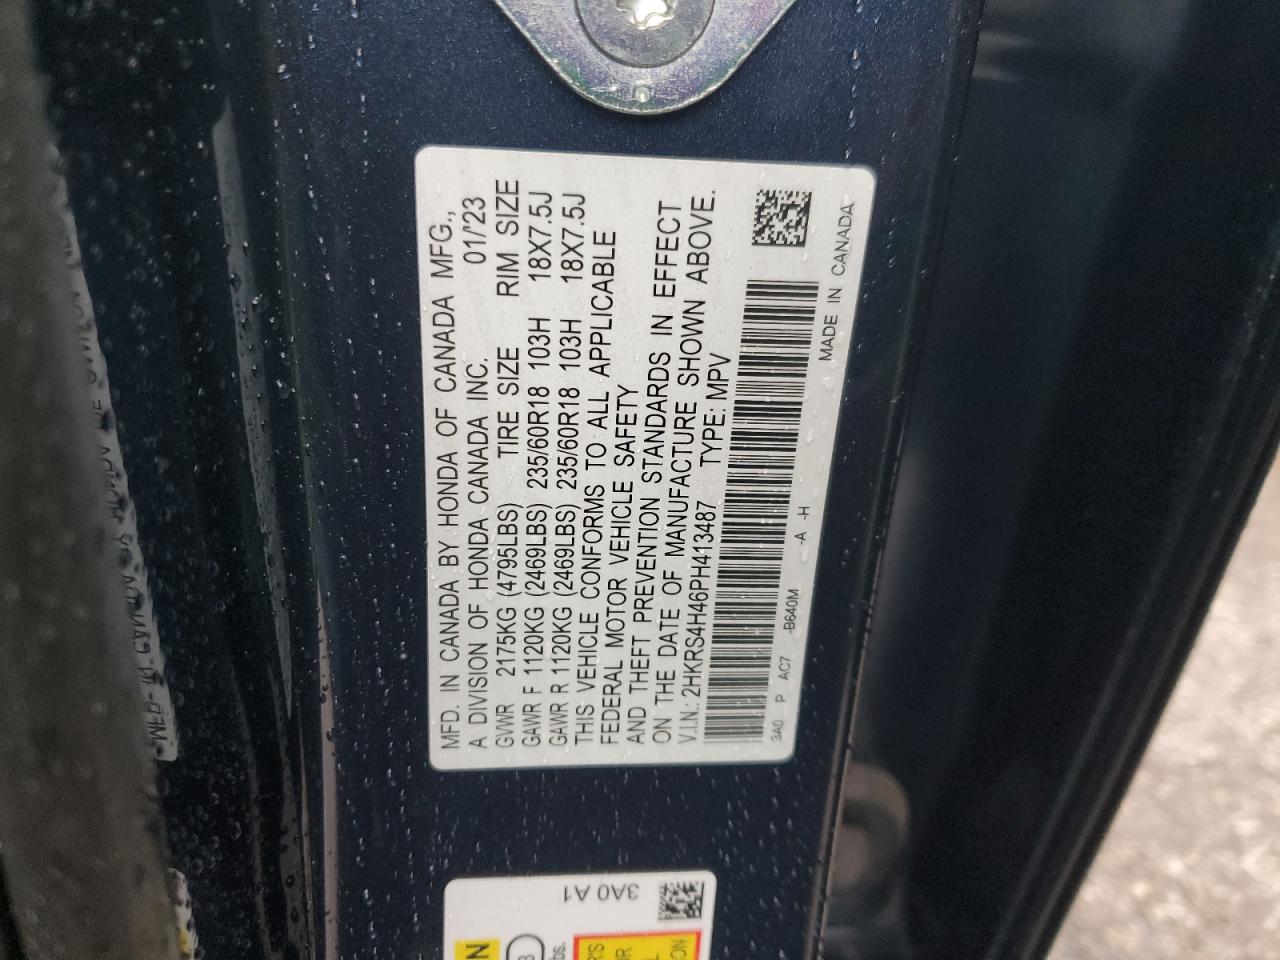 MFD. IN CANADA BY HONDA OF CANADA MFG.,
A DIVISION OF HONDA CANADA INC. 01/'23
GVWR 2175KG (4795LBS) TIRE SIZE RIM SIZE
GAWR F 1120KG (2469LBS) 235/60R18 103H 18X7.5J
GAWR R 1120KG (2469LBS) 235/60R18 103H 18X7.5J
THIS VEHICLE CONFORMS TO ALL APPLICABLE
FEDERAL MOTOR VEHICLE SAFETY
AND THEFT PREVENTION STANDARDS IN EFFECT
ON THE DATE OF MANUFACTURE SHOWN ABOVE.
V.I.N.: 2HKRS4H46PH413487 TYPE: MPV
3A0 P AC7 -B640M -A -H
MADE IN CANADA
3A0 A1